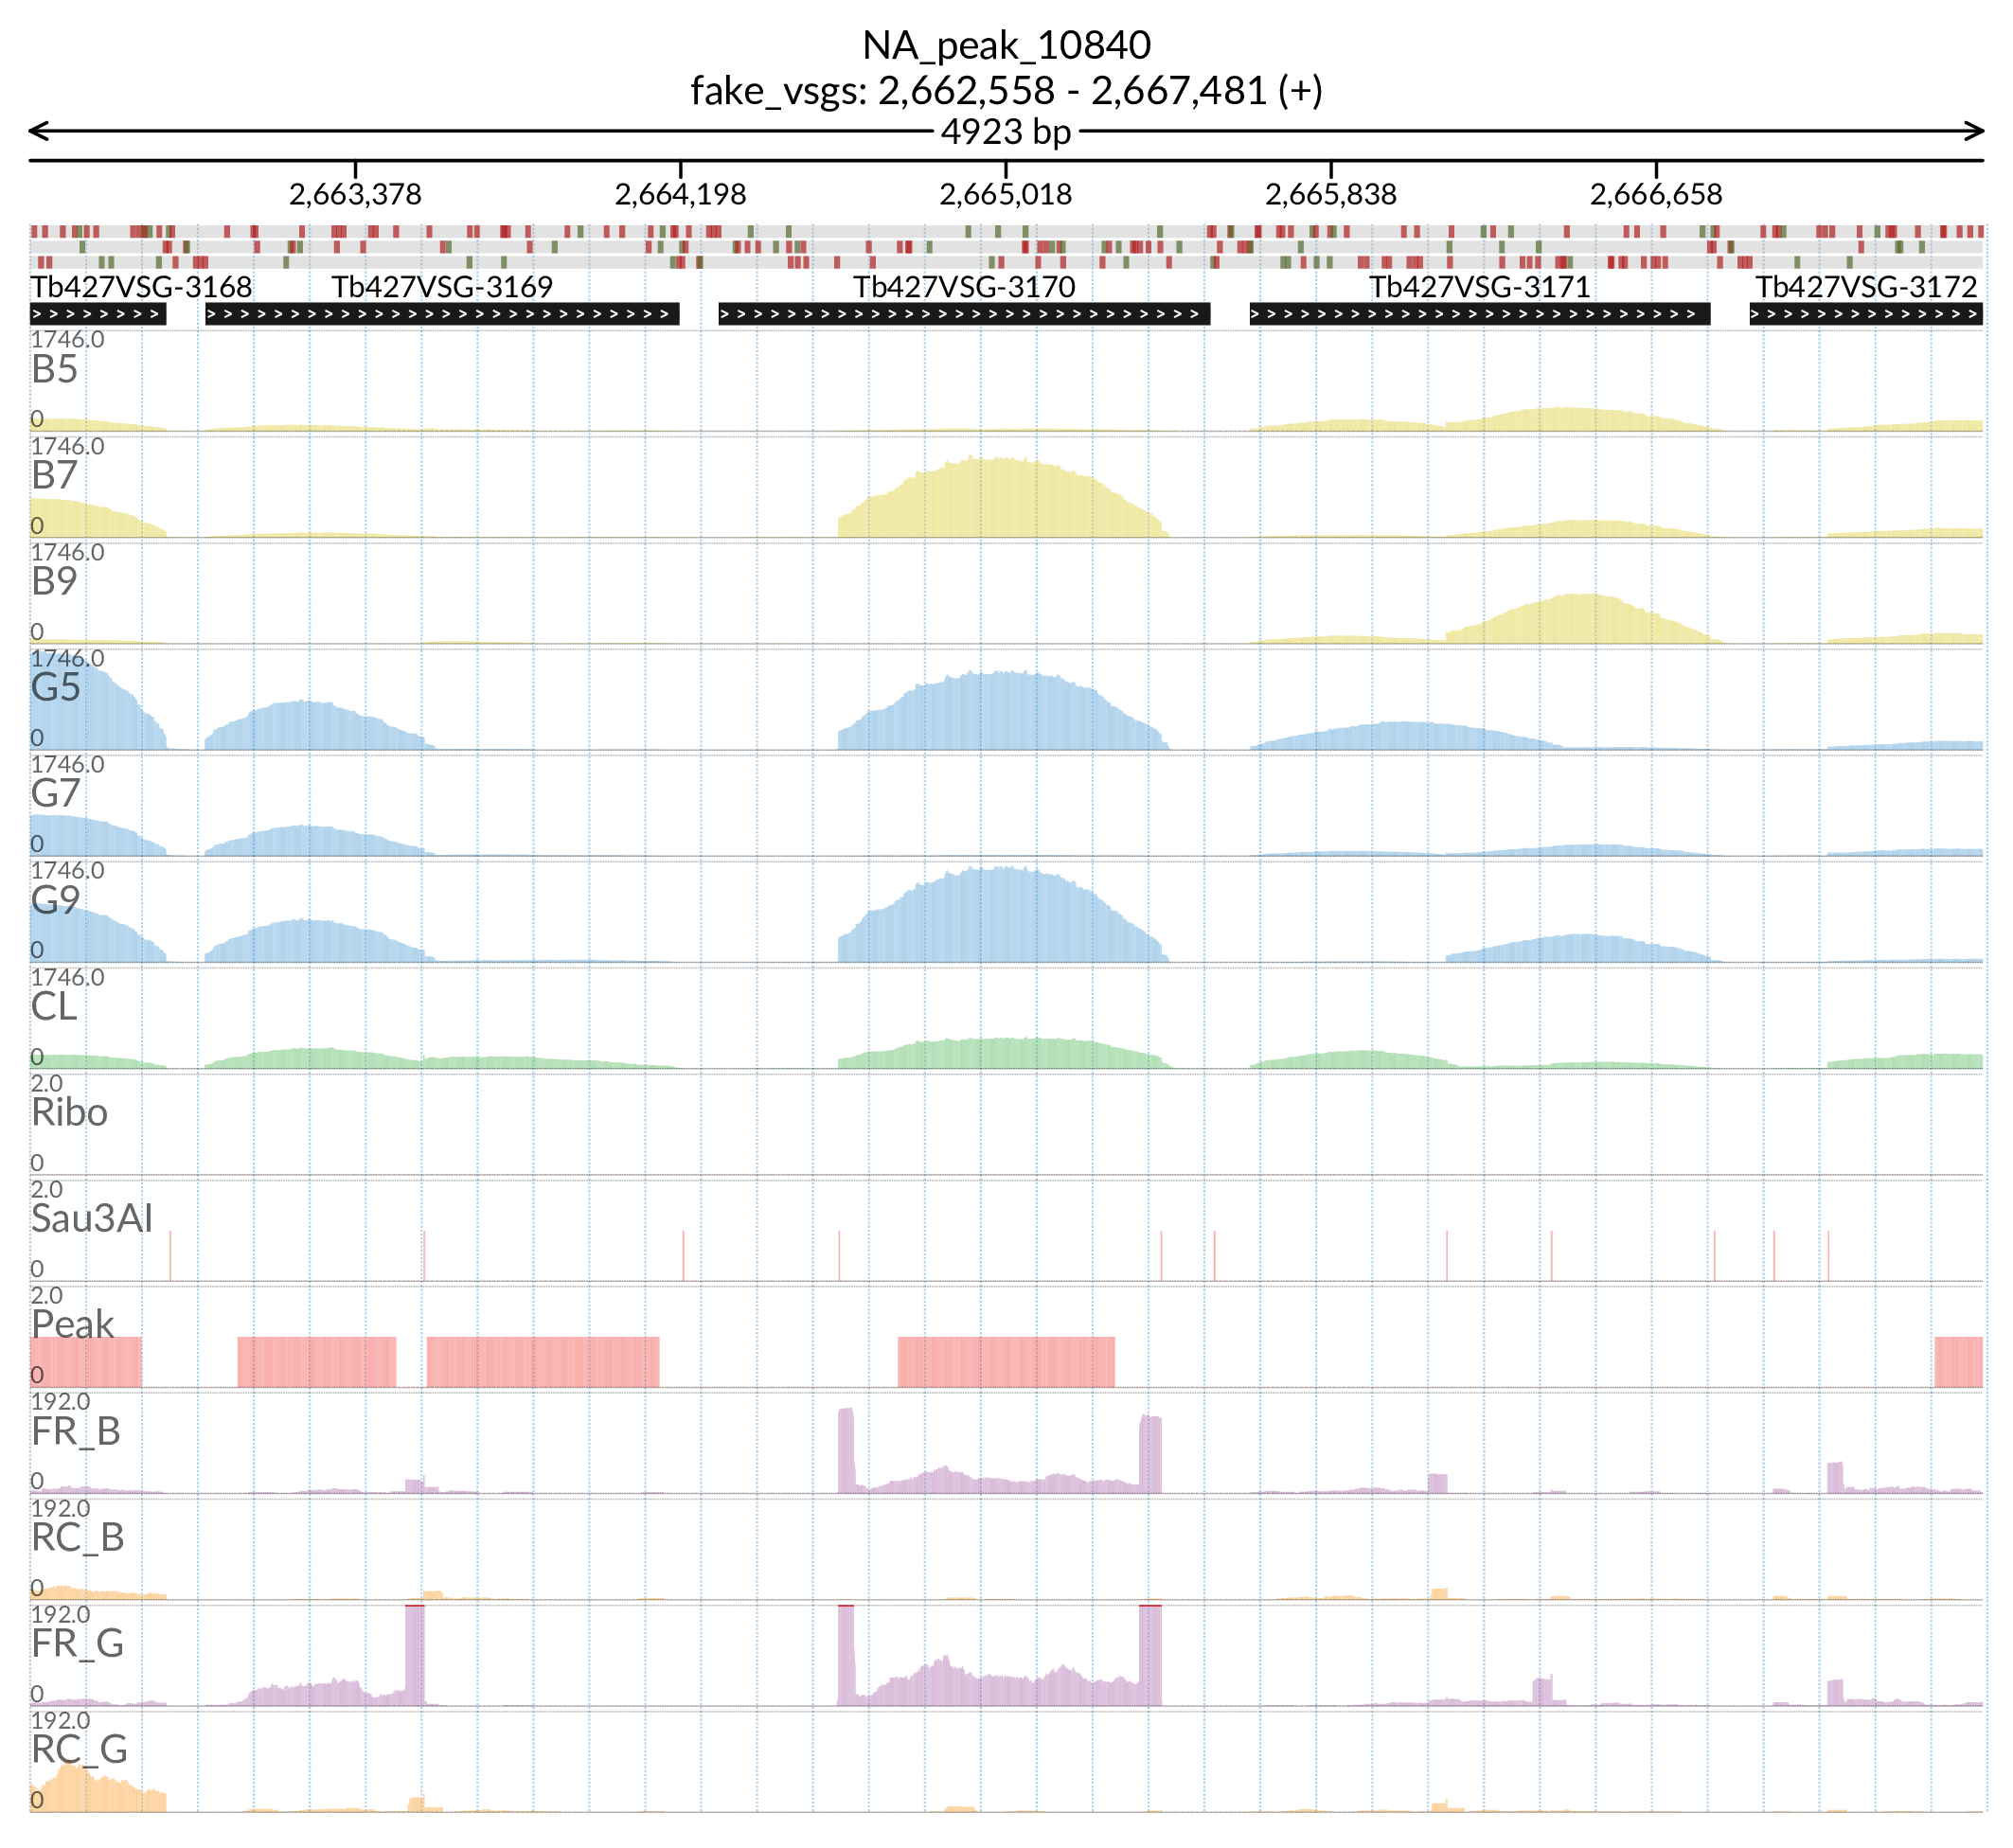 NA_peak_10840
fake_vsgs: 2,662,558 - 2,667,481 (+)
4923 bp
2,663,378 2,664,198 2,665,018 2,665,838 2,666,658
Tb427VSG-3168 Tb427VSG-3169 Tb427VSG-3170 Tb427VSG-3171 Tb427VSG-3172
1746.0
B5
0
1746.0
B7
0
1746.0
B9
0
1746.0
G5
0
1746.0
G7
0
1746.0
G9
0
1746.0
CL
0
2.0
Ribo
0
2.0
Sau3AI
0
2.0
Peak
0
192.0
FR_B
0
192.0
RC_B
0
192.0
FR_G
0
192.0
RC_G
0